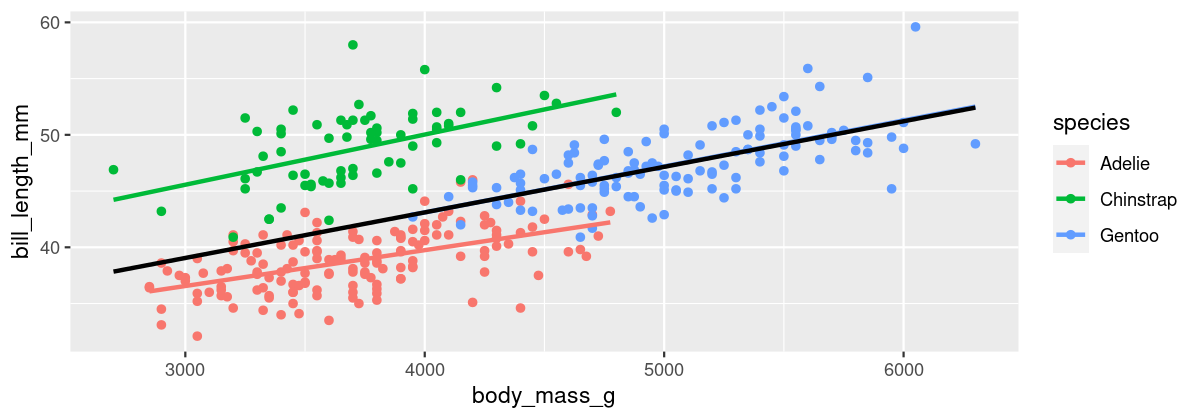 60
50
40
bill_length_mm
3000
4000
5000
6000
body_mass_g
species
Adelie
Chinstrap
Gentoo